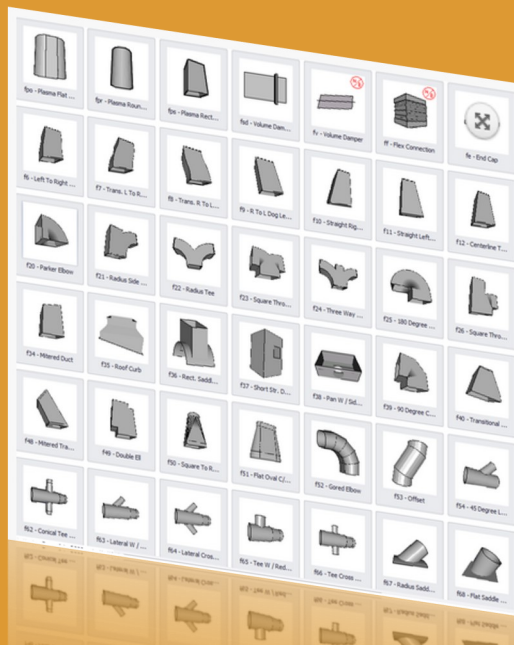 fpo - Plasma Flat ...
fpr - Plasma Roun...
fps - Plasma Rect...
fsd - Volume Dam...
fv - Volume Damper
ff - Flex Connection
fe - End Cap
f6 - Left To Right ...
f7 - Trans. L To R...
f8 - Trans. R To L...
f9 - R To L Dog Le...
f10 - Straight Rig...
f11 - Straight Left...
f12 - Centerline T...
f20 - Parker Elbow
f21 - Radius Side ...
f22 - Radius Tee
f23 - Square Thro...
f24 - Three Way ...
f25 - 180 Degree ...
f26 - Square Thro...
f34 - Mitered Duct
f35 - Roof Curb
f36 - Rect. Saddl...
f37 - Short Str. D...
f38 - Pan W / Sid...
f39 - 90 Degree C...
f40 - Transitional ...
f48 - Mitered Tra...
f49 - Double Ell
f50 - Square To R...
f51 - Flat Oval C/...
f52 - Gored Elbow
f53 - Offset
f54 - 45 Degree L...
f62 - Conical Tee ...
f63 - Lateral W / ...
f64 - Lateral Cros...
f65 - Tee W / Red...
f66 - Tee Cross ...
f67 - Radius Sadd...
f68 - Flat Saddle ...